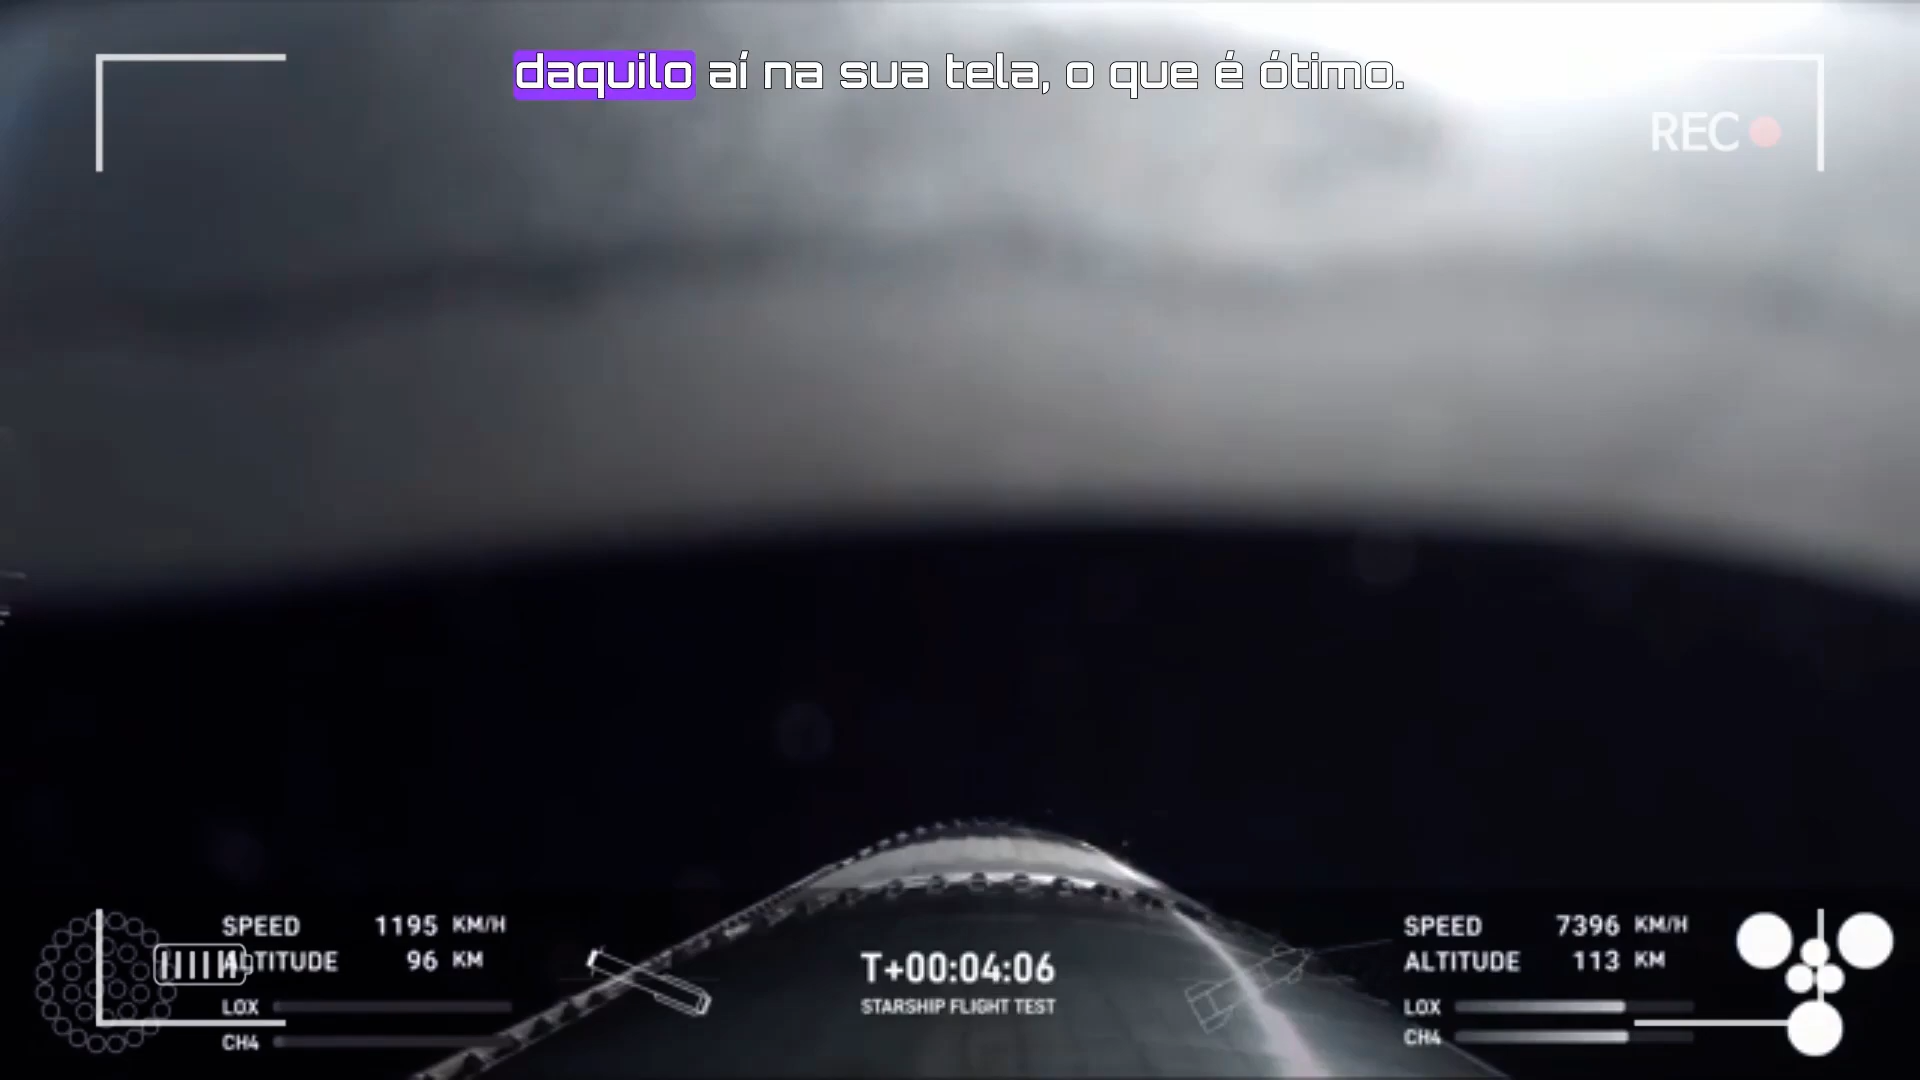 daquilo aí na sua tela, o que é ótimo.
REC
SPEED 1195 KM/H
ALTITUDE 96 KM
LOX
CH4
T+00:04:06
STARSHIP FLIGHT TEST
SPEED 7396 KM/H
ALTITUDE 113 KM
LOX
CH4